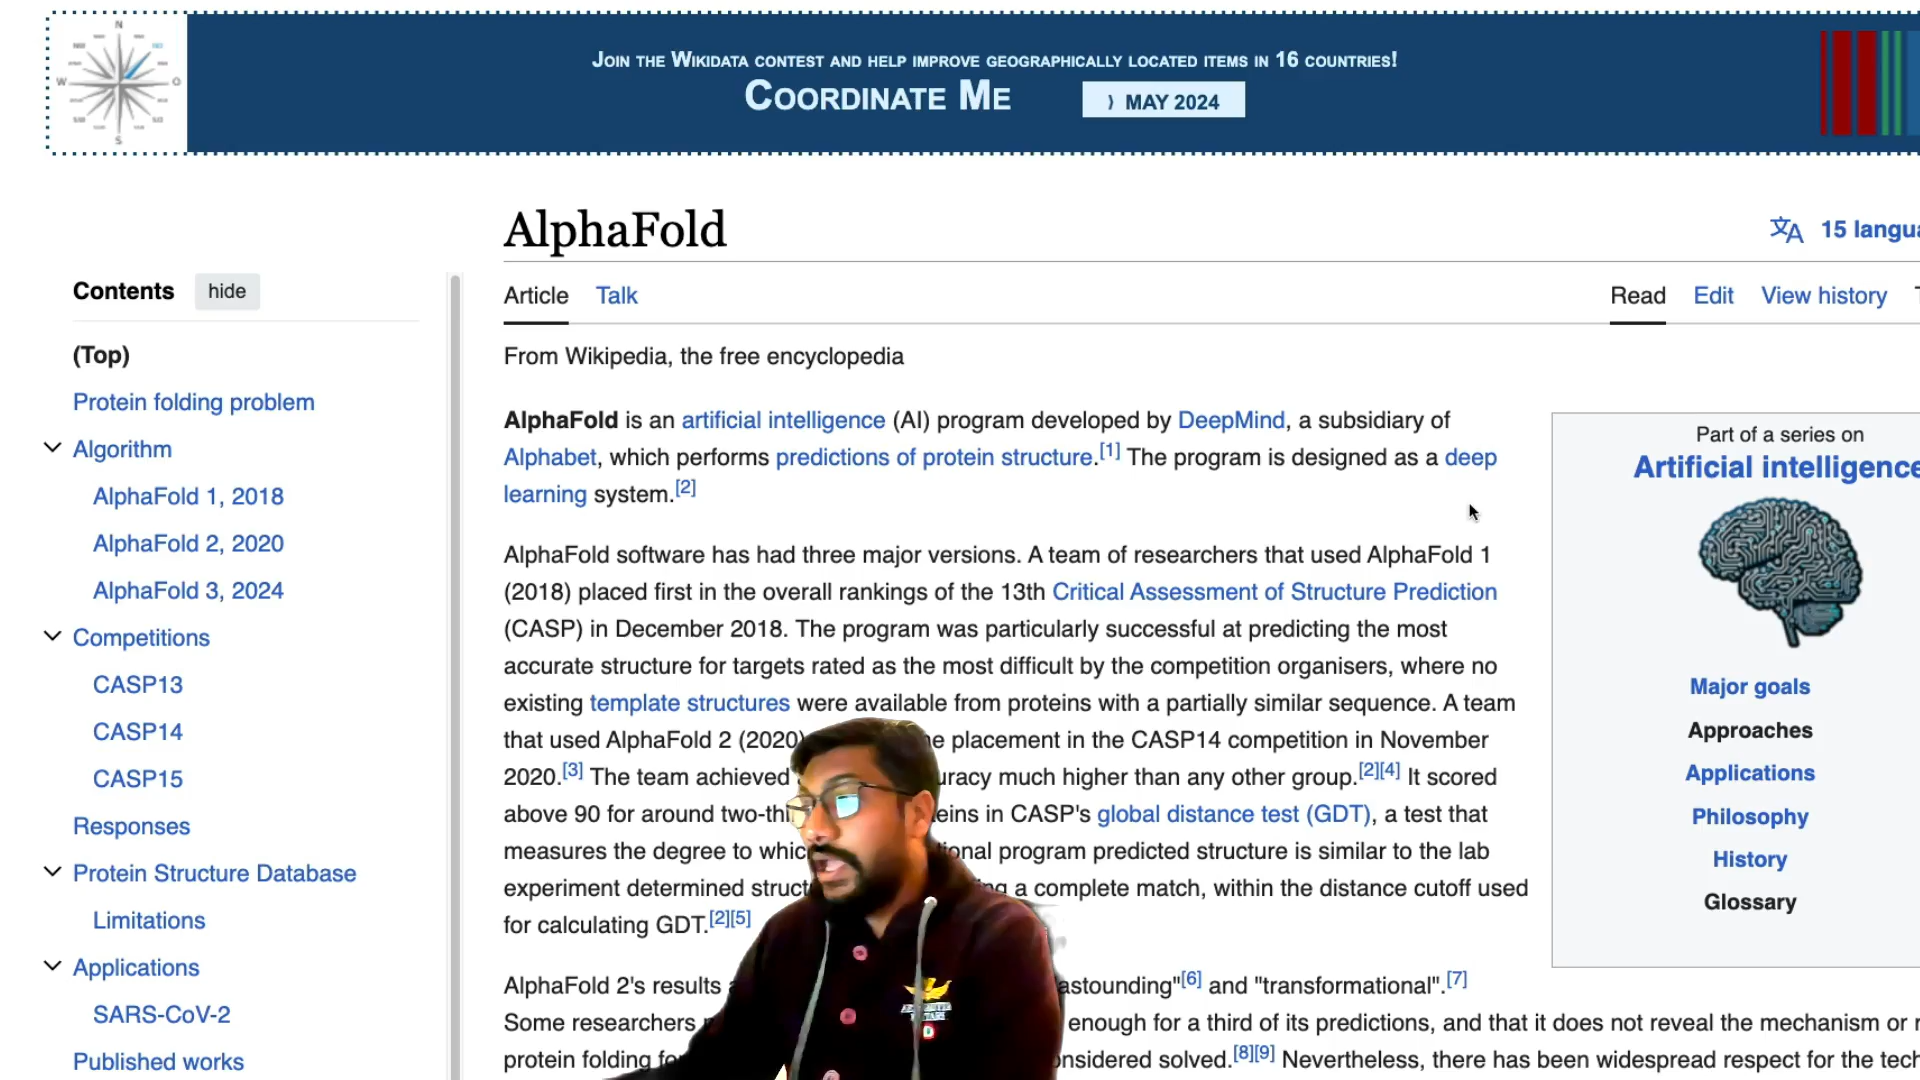 JOIN THE WIKIDATA CONTEST AND HELP IMPROVE GEOGRAPHICALLY LOCATED ITEMS IN 16 COUNTRIES!
COORDINATE ME
⟩ MAY 2024
N
W
O
S
AlphaFold
15 langua
Contents hide
Article Talk
Read Edit View history
From Wikipedia, the free encyclopedia
(Top)
Protein folding problem
Algorithm
AlphaFold 1, 2018
AlphaFold 2, 2020
AlphaFold 3, 2024
Competitions
CASP13
CASP14
CASP15
Responses
Protein Structure Database
Limitations
Applications
SARS-CoV-2
Published works
AlphaFold is an artificial intelligence (AI) program developed by DeepMind, a subsidiary of
Alphabet, which performs predictions of protein structure.[1] The program is designed as a deep
learning system.[2]
AlphaFold software has had three major versions. A team of researchers that used AlphaFold 1
(2018) placed first in the overall rankings of the 13th Critical Assessment of Structure Prediction
(CASP) in December 2018. The program was particularly successful at predicting the most
accurate structure for targets rated as the most difficult by the competition organisers, where no
existing template structures were available from proteins with a partially similar sequence. A team
that used AlphaFold 2 (2020) placement in the CASP14 competition in November
2020.[3] The team achieved much higher than any other group.[2][4] It scored
above 90 for around in CASP's global distance test (GDT), a test that
measures the degree to program predicted structure is similar to the lab
experiment determined a complete match, within the distance cutoff used
for calculating GDT.[2][5]
AlphaFold 2's results astounding"[6] and "transformational".[7]
Some researchers enough for a third of its predictions, and that it does not reveal the mechanism or
protein folding solved.[8][9] Nevertheless, there has been widespread respect for the
Part of a series on
Artificial intelligence
Major goals
Approaches
Applications
Philosophy
History
Glossary